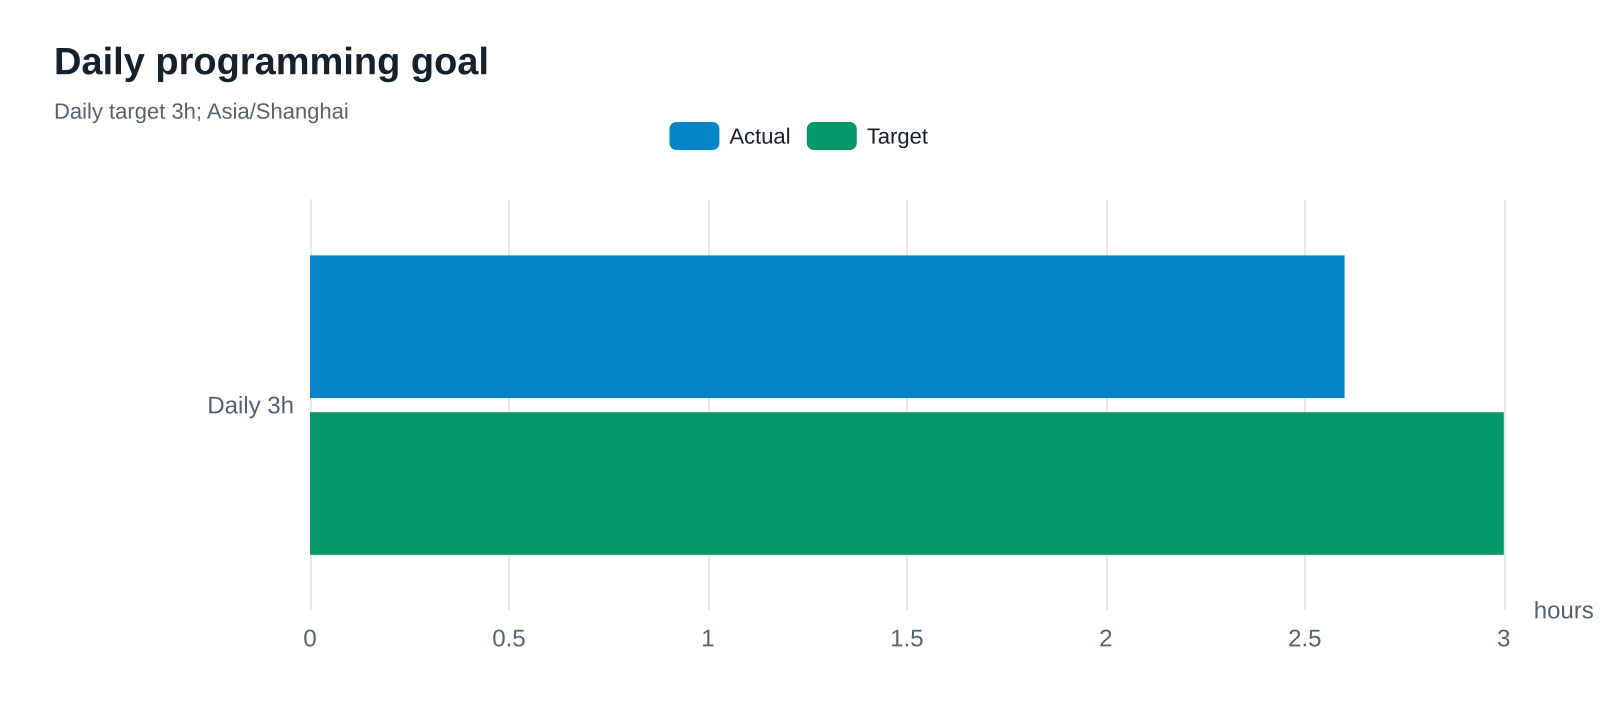 Daily programming goal
Daily target 3h; Asia/Shanghai
Actual Target
Daily 3h
hours
0 0.5 1 1.5 2 2.5 3